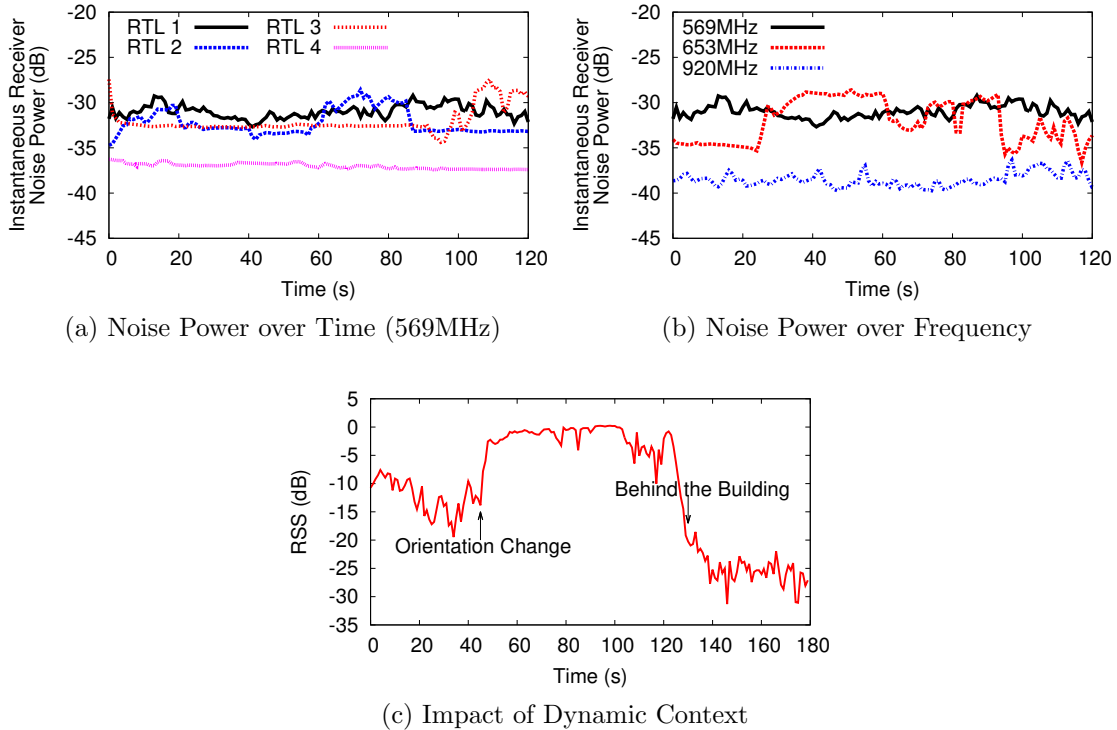 RTL 1
RTL 2
RTL 3
RTL 4
Instantaneous Receiver
Noise Power (dB)
-20
-25
-30
-35
-40
-45
0 20 40 60 80 100 120
Time (s)
(a) Noise Power over Time (569MHz)
569MHz
653MHz
920MHz
Instantaneous Receiver
Noise Power (dB)
-20
-25
-30
-35
-40
-45
0 20 40 60 80 100 120
Time (s)
(b) Noise Power over Frequency
RSS (dB)
5
0
-5
-10
-15
-20
-25
-30
-35
Behind the Building
Orientation Change
0 20 40 60 80 100 120 140 160 180
Time (s)
(c) Impact of Dynamic Context